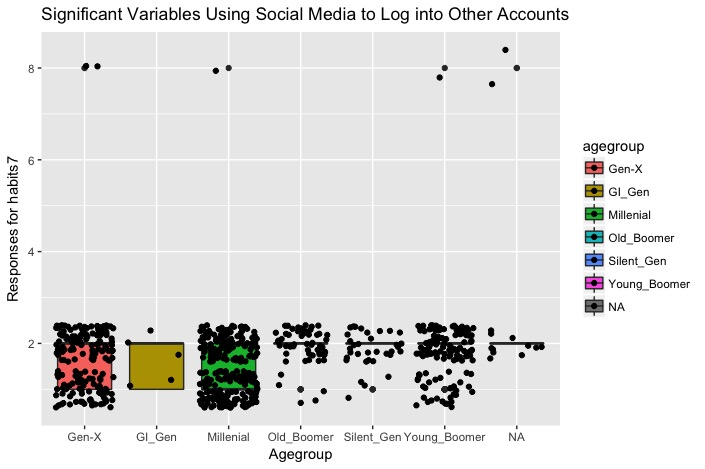 Significant Variables Using Social Media to Log into Other Accounts
Responses for habits7
8
6
4
2
Gen-X GI_Gen Millenial Old_Boomer Silent_Gen Young_Boomer NA
Agegroup
agegroup
Gen-X
GI_Gen
Millenial
Old_Boomer
Silent_Gen
Young_Boomer
NA